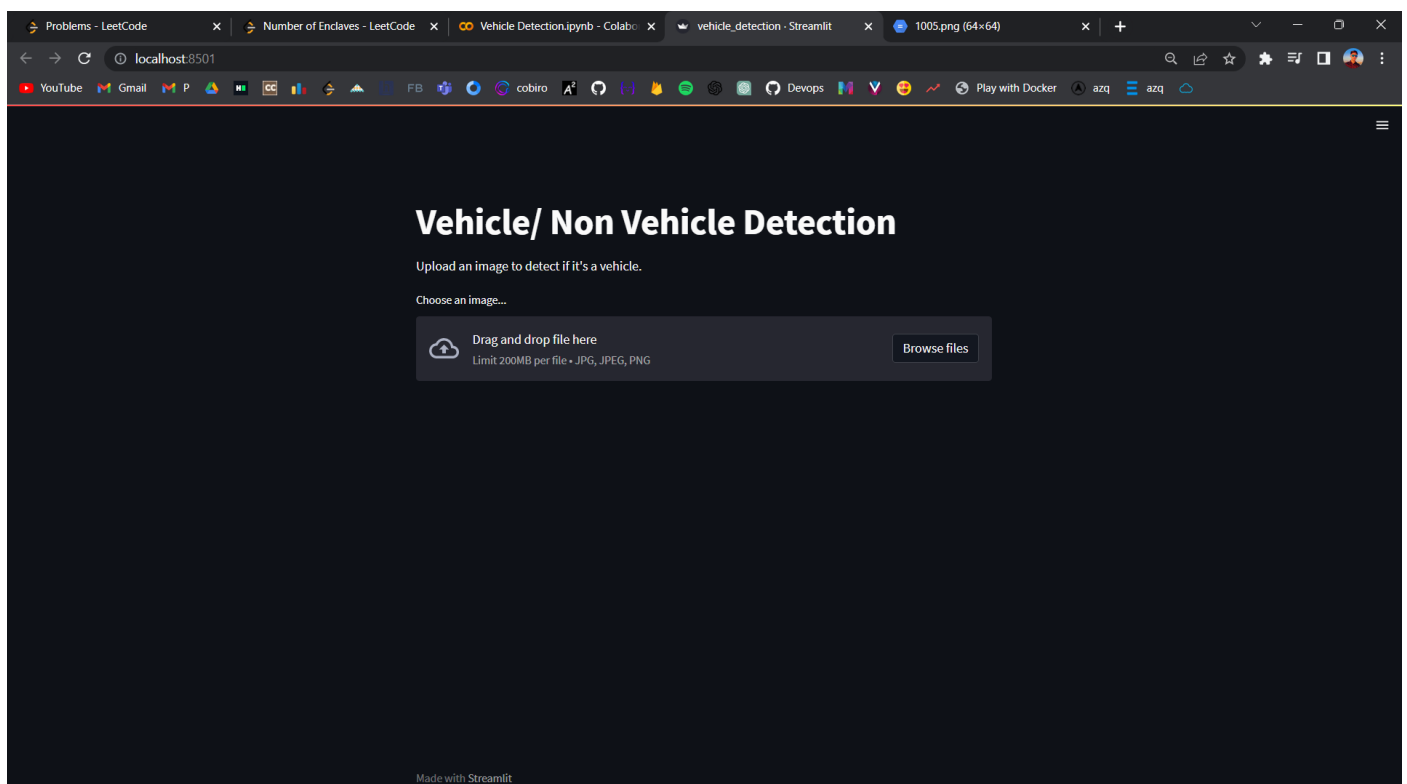 Problems - LeetCode
Number of Enclaves - LeetCode
Vehicle Detection.ipynb - Colabo
vehicle_detection · Streamlit
1005.png (64×64)
localhost:8501
YouTube Gmail M P CC FB cobiro Devops Play with Docker azq azq
Vehicle/ Non Vehicle Detection
Upload an image to detect if it's a vehicle.
Choose an image...
Drag and drop file here
Limit 200MB per file • JPG, JPEG, PNG
Browse files
Made with Streamlit